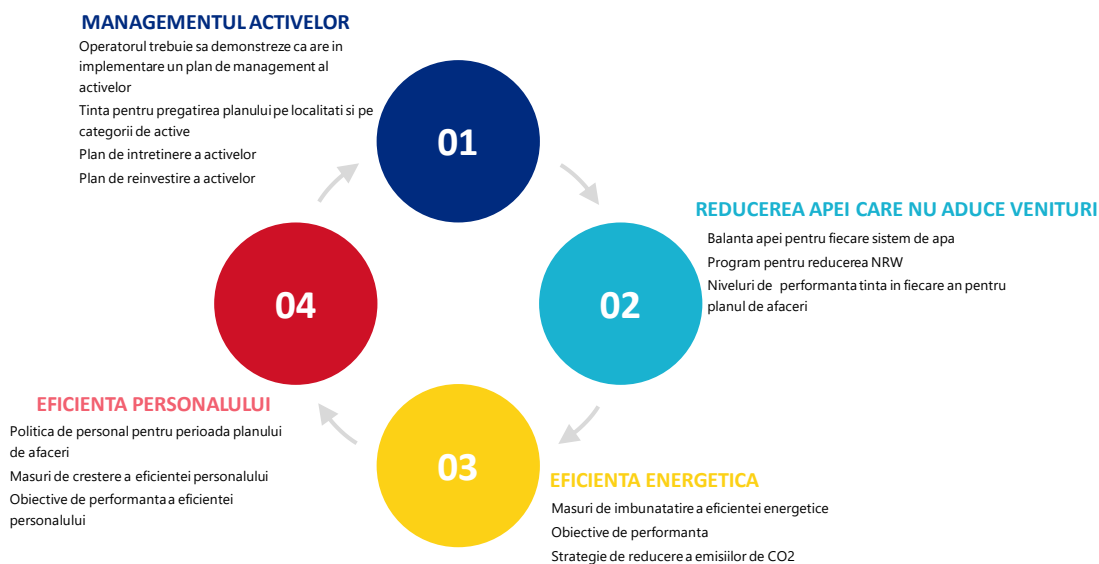 MANAGEMENTUL ACTIVELOR
Operatorul trebuie sa demonstreze ca are in
implementare un plan de management al
activelor
Tinta pentru pregatirea planului pe localitati si pe
categorii de active
Plan de intretinere a activelor
Plan de reinvestire a activelor
01
REDUCEREA APEI CARE NU ADUCE VENITURI
Balanta apei pentru fiecare sistem de apa
Program pentru reducerea NRW
Niveluri de performanta tinta in fiecare an pentru
planul de afaceri
02
04
EFICIENTA PERSONALULUI
Politica de personal pentru perioada planului
de afaceri
Masuri de crestere a eficientei personalului
Obiective de performanta a eficientei
personalului
03
EFICIENTA ENERGETICA
Masuri de imbunatatire a eficientei energetice
Obiective de performanta
Strategie de reducere a emisiilor de CO2